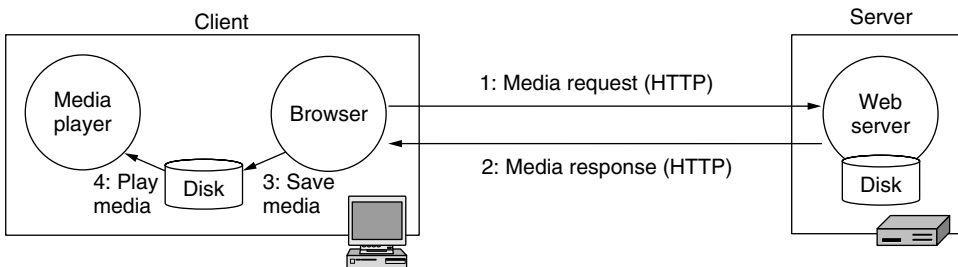 Client
Server
Media
player
Browser
1: Media request (HTTP)
Web
server
2: Media response (HTTP)
4: Play
media
Disk
3: Save
media
Disk